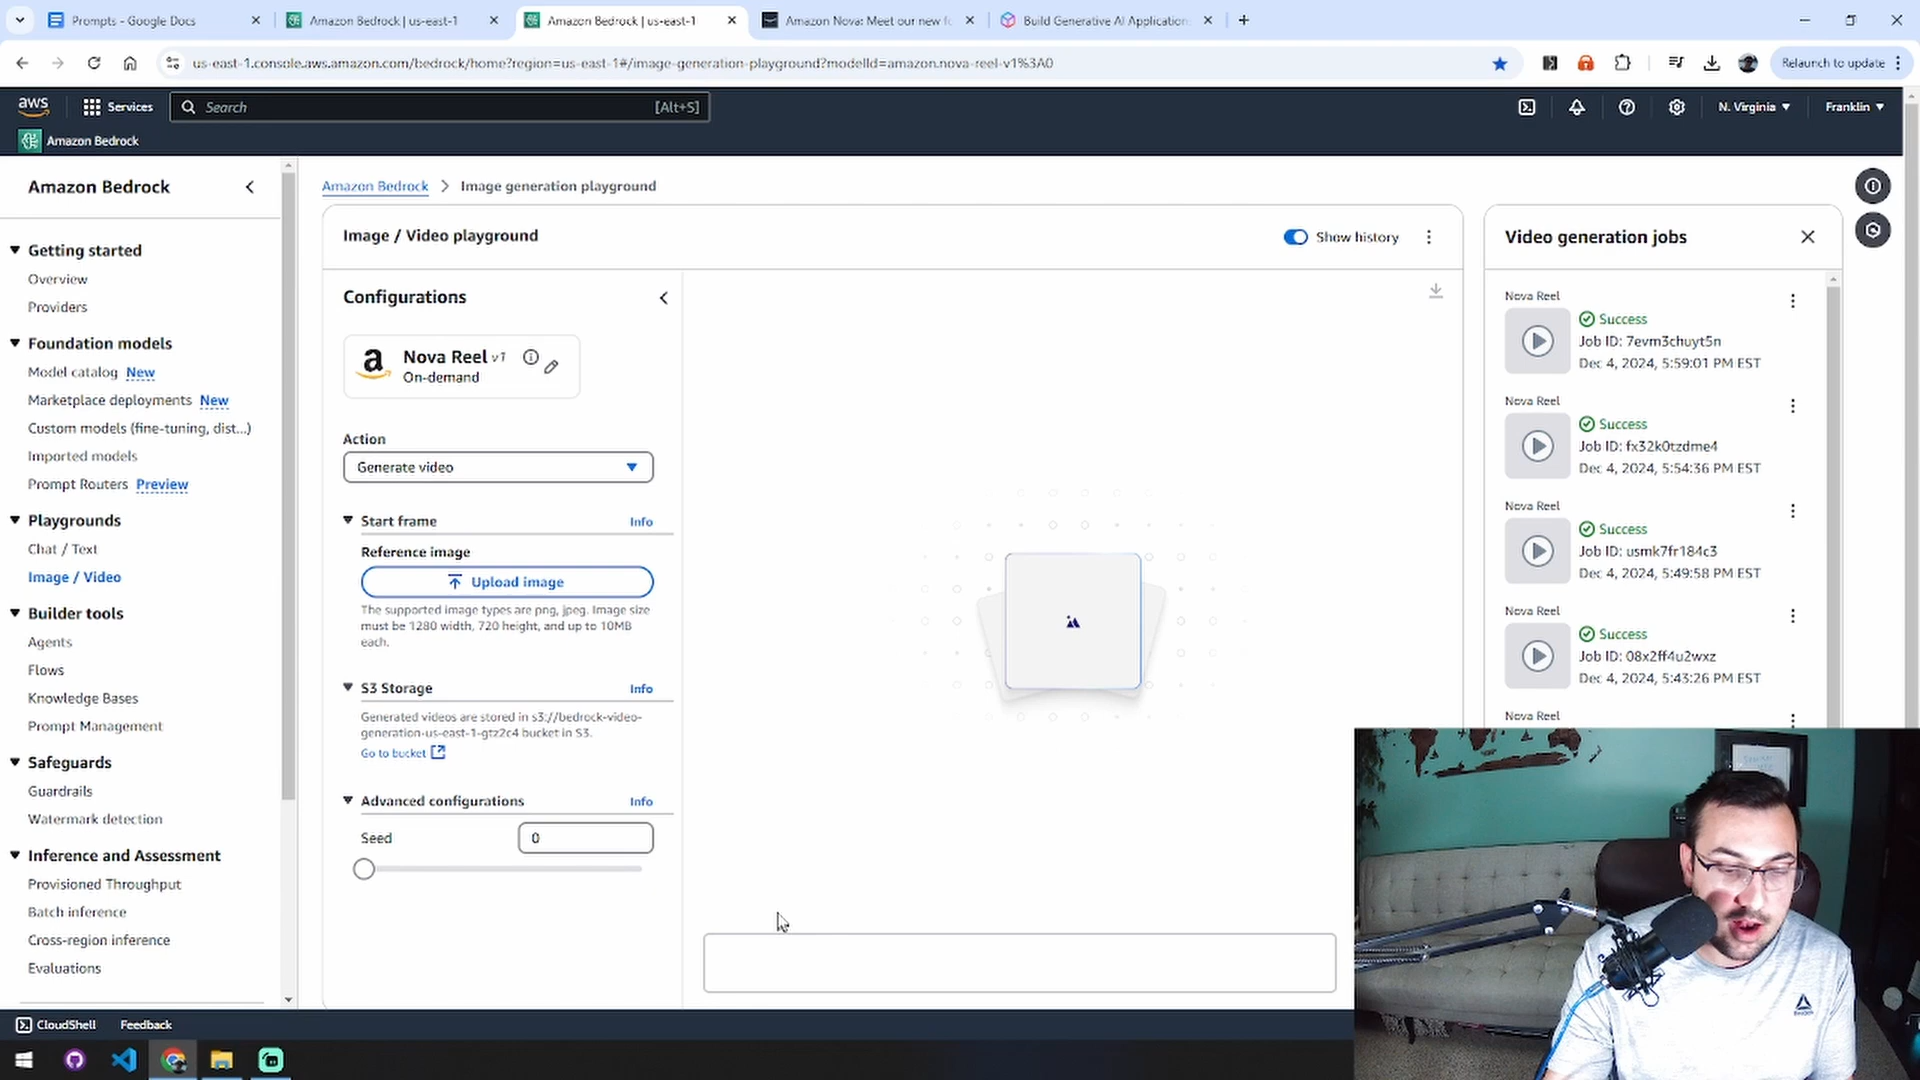 Prompts - Google Docs
Amazon Bedrock | us-east-1
Amazon Bedrock | us-east-1
Amazon Nova: Meet our new fo
Build Generative AI Application
us-east-1.console.aws.amazon.com/bedrock/home?region=us-east-1#/image-generation-playground?modelId=amazon.nova-reel-v1%3A0
Relaunch to update
aws
Services
Search
[Alt+S]
N. Virginia
Franklin
Amazon Bedrock
Amazon Bedrock
Getting started
Overview
Providers
Foundation models
Model catalog New
Marketplace deployments New
Custom models (fine-tuning, dist...)
Imported models
Prompt Routers Preview
Playgrounds
Chat / Text
Image / Video
Builder tools
Agents
Flows
Knowledge Bases
Prompt Management
Safeguards
Guardrails
Watermark detection
Inference and Assessment
Provisioned Throughput
Batch inference
Cross-region inference
Evaluations
Amazon Bedrock
Image generation playground
Image / Video playground
Show history
Configurations
Nova Reel v1
On-demand
Action
Generate video
Start frame
Info
Reference image
Upload image
The supported image types are png, jpeg. Image size
must be 1280 width, 720 height, and up to 10MB
each.
S3 Storage
Info
Generated videos are stored in s3://bedrock-video-
generation-us-east-1-gtz2c4 bucket in S3.
Go to bucket
Advanced configurations
Info
Seed
0
Video generation jobs
Nova Reel
Success
Job ID: 7evm3chuyt5n
Dec 4, 2024, 5:59:01 PM EST
Nova Reel
Success
Job ID: fx32k0tzdme4
Dec 4, 2024, 5:54:36 PM EST
Nova Reel
Success
Job ID: usmk7fr184c3
Dec 4, 2024, 5:49:58 PM EST
Nova Reel
Success
Job ID: 08x2ff4u2wxz
Dec 4, 2024, 5:43:26 PM EST
Nova Reel
CloudShell
Feedback